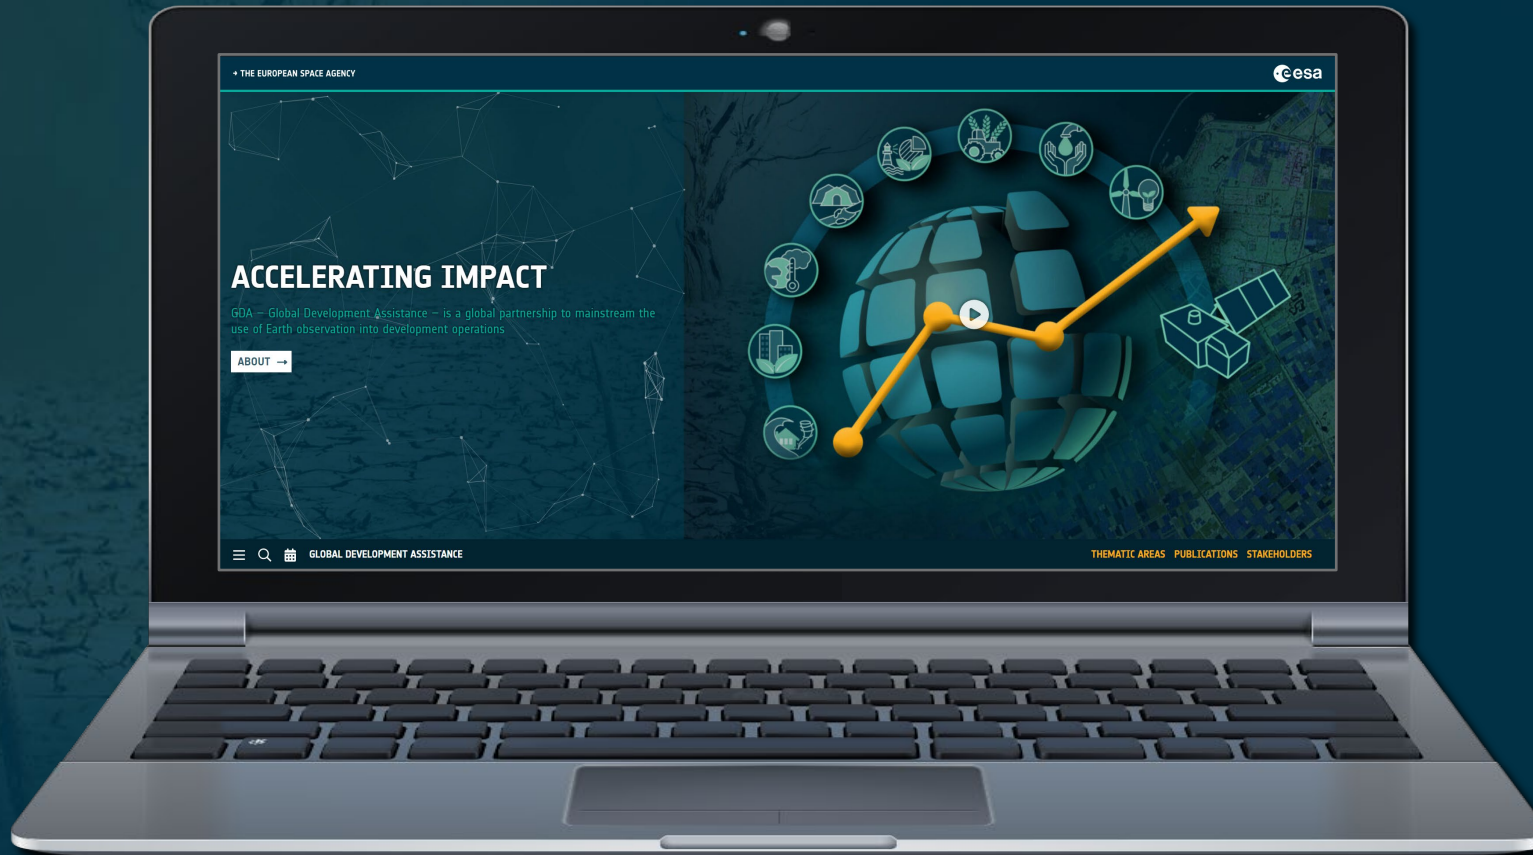 → THE EUROPEAN SPACE AGENCY
esa
ACCELERATING IMPACT
GDA – Global Development Assistance – is a global partnership to mainstream the
use of Earth observation into development operations
ABOUT →
GLOBAL DEVELOPMENT ASSISTANCE
THEMATIC AREAS PUBLICATIONS STAKEHOLDERS